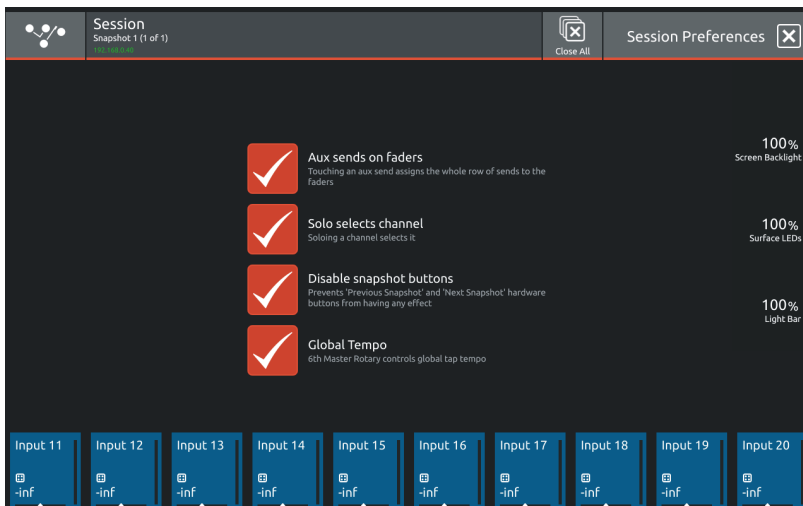 Session
Snapshot 1 (1 of 1)
192.168.0.40
Close All
Session Preferences
Aux sends on faders
Touching an aux send assigns the whole row of sends to the
faders
Solo selects channel
Soloing a channel selects it
Disable snapshot buttons
Prevents 'Previous Snapshot' and 'Next Snapshot' hardware
buttons from having any effect
Global Tempo
6th Master Rotary controls global tap tempo
100%
Screen Backlight
100%
Surface LEDs
100%
Light Bar
Input 11 Input 12 Input 13 Input 14 Input 15 Input 16 Input 17 Input 18 Input 19 Input 20
-inf -inf -inf -inf -inf -inf -inf -inf -inf -inf